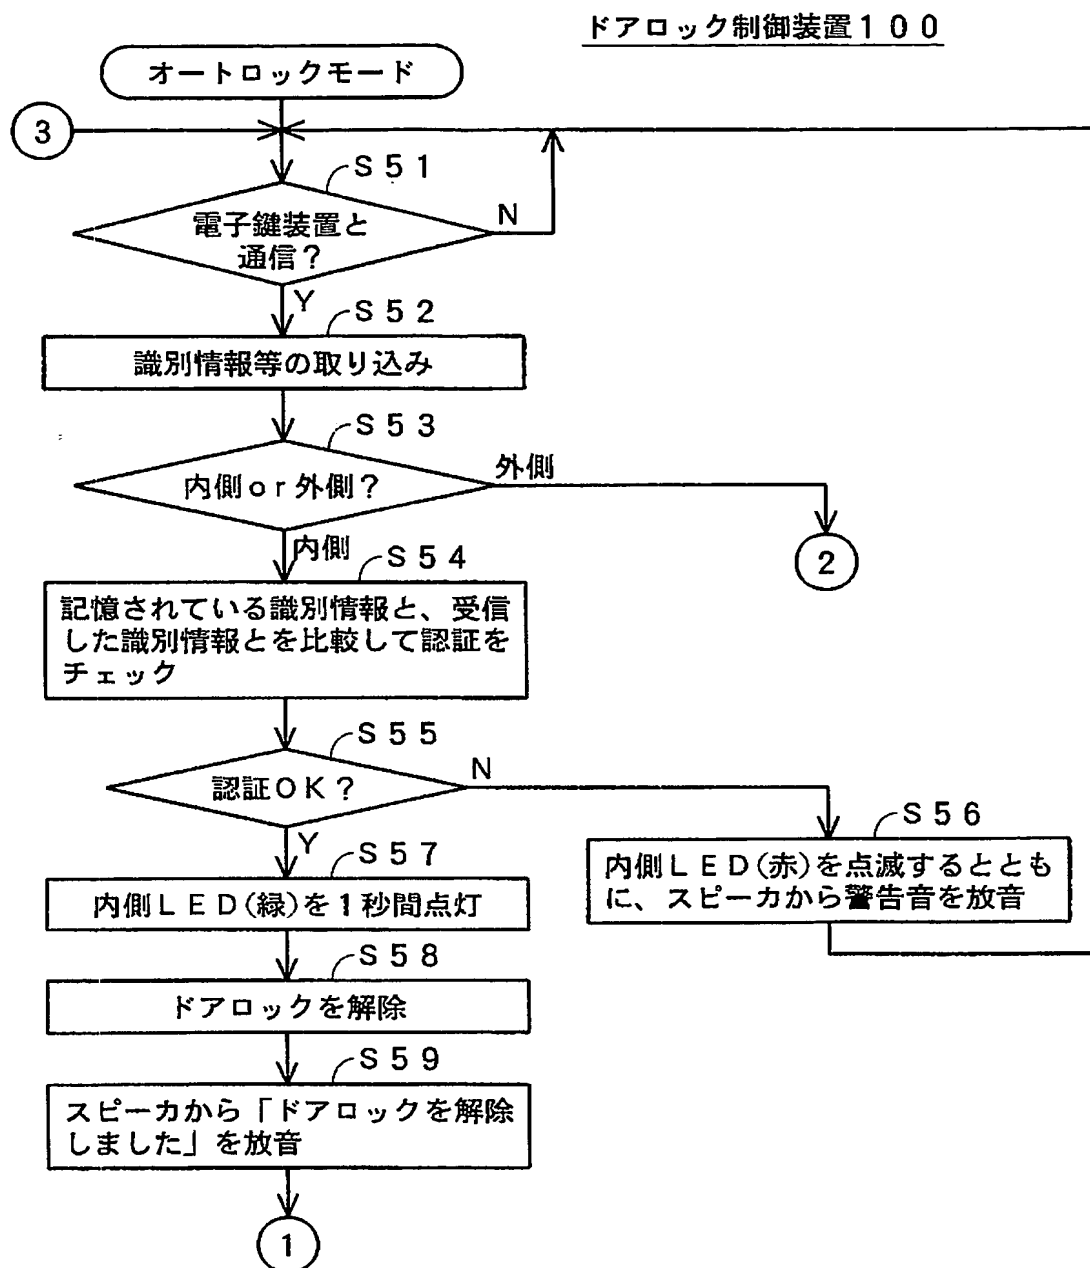 ドアロック制御装置１００
オートロックモード
3
S51
電子鍵装置と
通信？
N
Y
S52
識別情報等の取り込み
S53
内側or外側？
外側
内側
2
S54
記憶されている識別情報と、受信
した識別情報とを比較して認証を
チェック
S55
認証OK？
N
Y
S56
内側LED(赤)を点滅するととも
に、スピーカから警告音を放音
S57
内側LED(緑)を1秒間点灯
S58
ドアロックを解除
S59
スピーカから「ドアロックを解除
しました」を放音
1